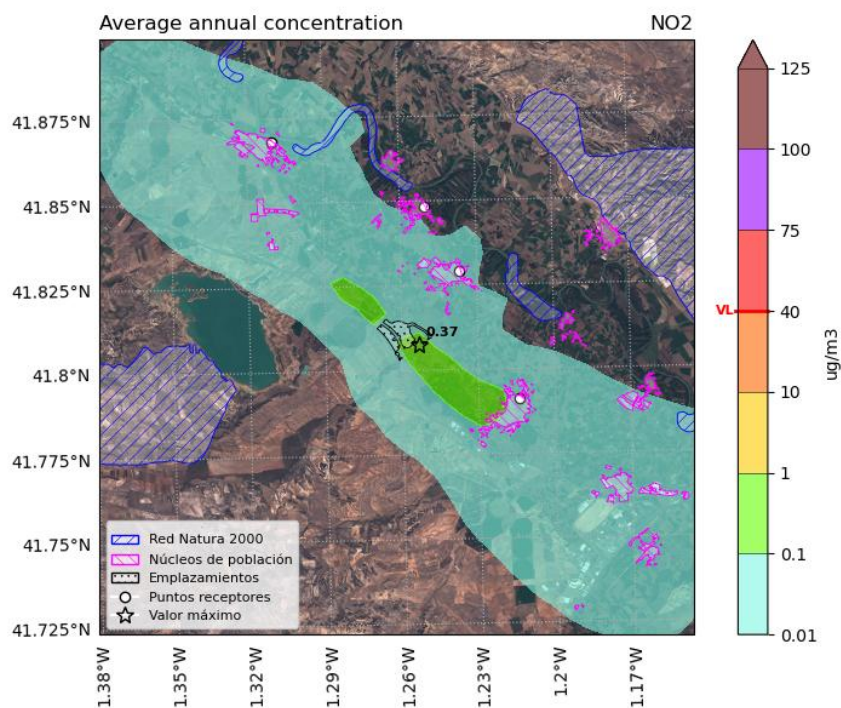 Average annual concentration NO2
125
100
75
VL 40
10
1
0.1
0.01
ug/m3
41.875°N
41.85°N
41.825°N
41.8°N
41.775°N
41.75°N
41.725°N
0.37
Red Natura 2000
Núcleos de población
Emplazamientos
Puntos receptores
Valor máximo
1.38°W
1.35°W
1.32°W
1.29°W
1.26°W
1.23°W
1.2°W
1.17°W